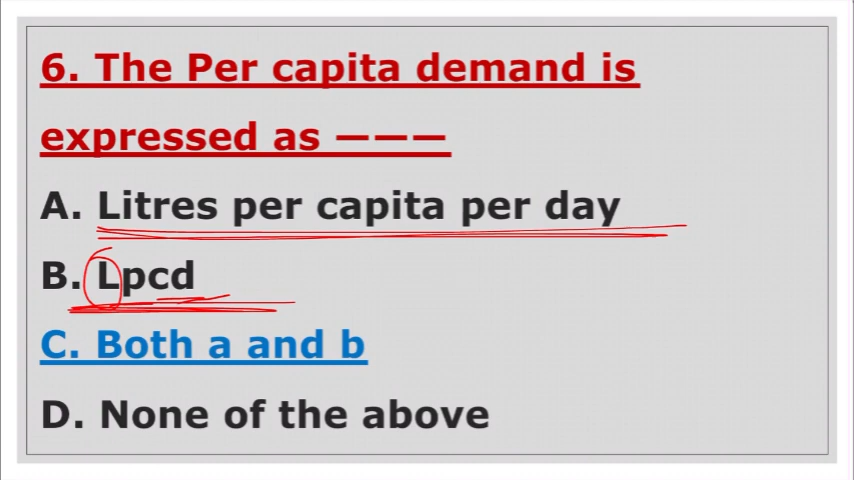 6. The Per capita demand is
expressed as ———
A. Litres per capita per day
B. Lpcd
C. Both a and b
D. None of the above